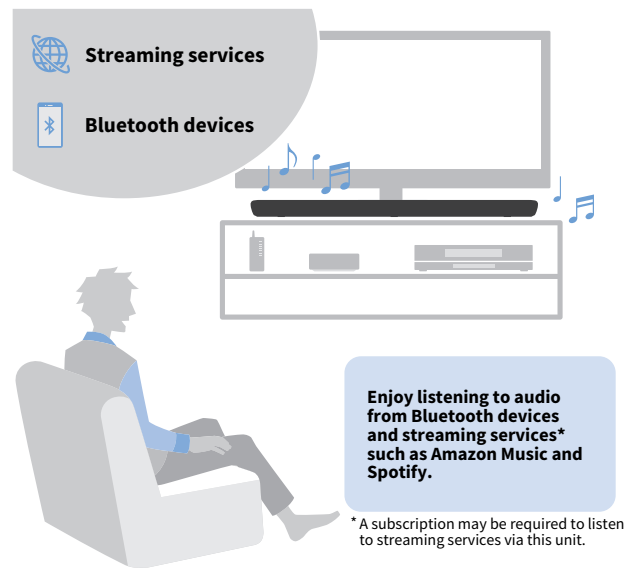 Streaming services
Bluetooth devices
Enjoy listening to audio
from Bluetooth devices
and streaming services*
such as Amazon Music and
Spotify.
* A subscription may be required to listen
to streaming services via this unit.